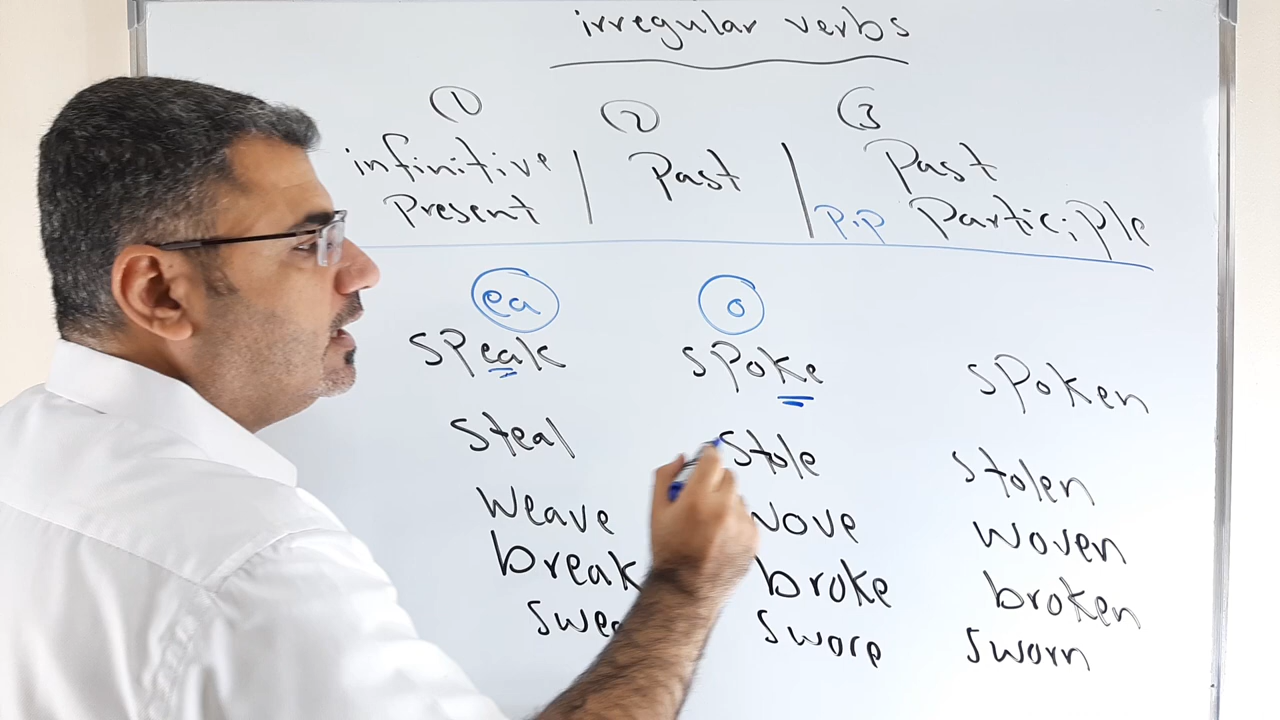 irregular verbs
1 2 3
infinitive / Past / Past
Present P.P Participle
ea o
speak spoke spoken
steal stole stolen
weave wove woven
break broke broken
swore sworn